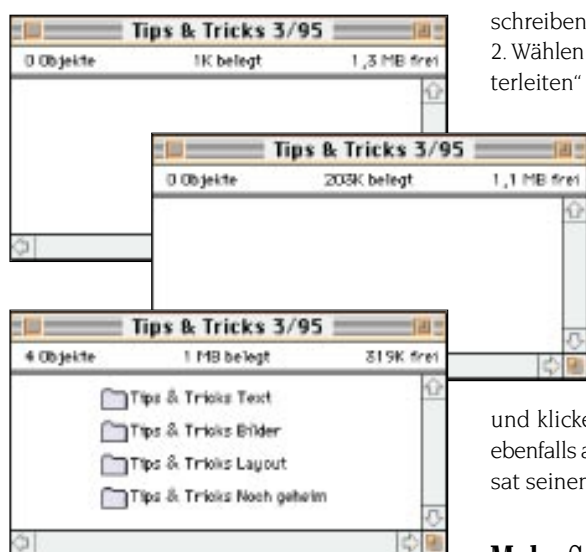 Tips & Tricks 3/95
0 Objekte 1K belegt 1,3 MB frei
Tips & Tricks 3/95
0 Objekte 203K belegt 1,1 MB frei
Tips & Tricks 3/95
4 Objekte 1 MB belegt 319K frei
Tips & Tricks Text
Tips & Tricks Bilder
Tips & Tricks Layout
Tips & Tricks Noch geheim
schreiben
2. Wählen
terleiten“
und klicke
ebenfalls a
sat seiner